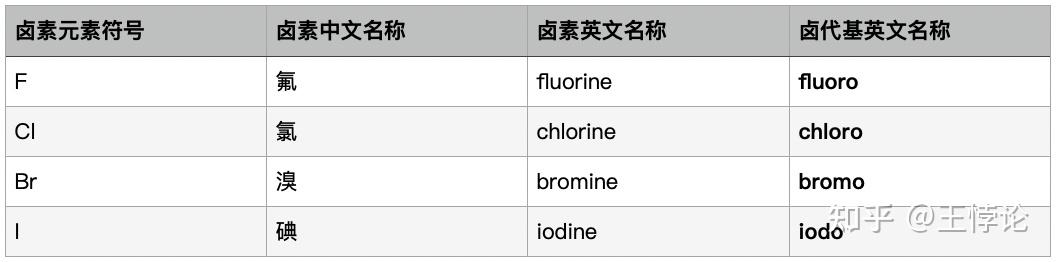 卤素元素符号 卤素中文名称 卤素英文名称 卤代基英文名称
F 氟 fluorine fluoro
Cl 氯 chlorine chloro
Br 溴 bromine bromo
I 碘 iodine iodo
知乎 @王悖论